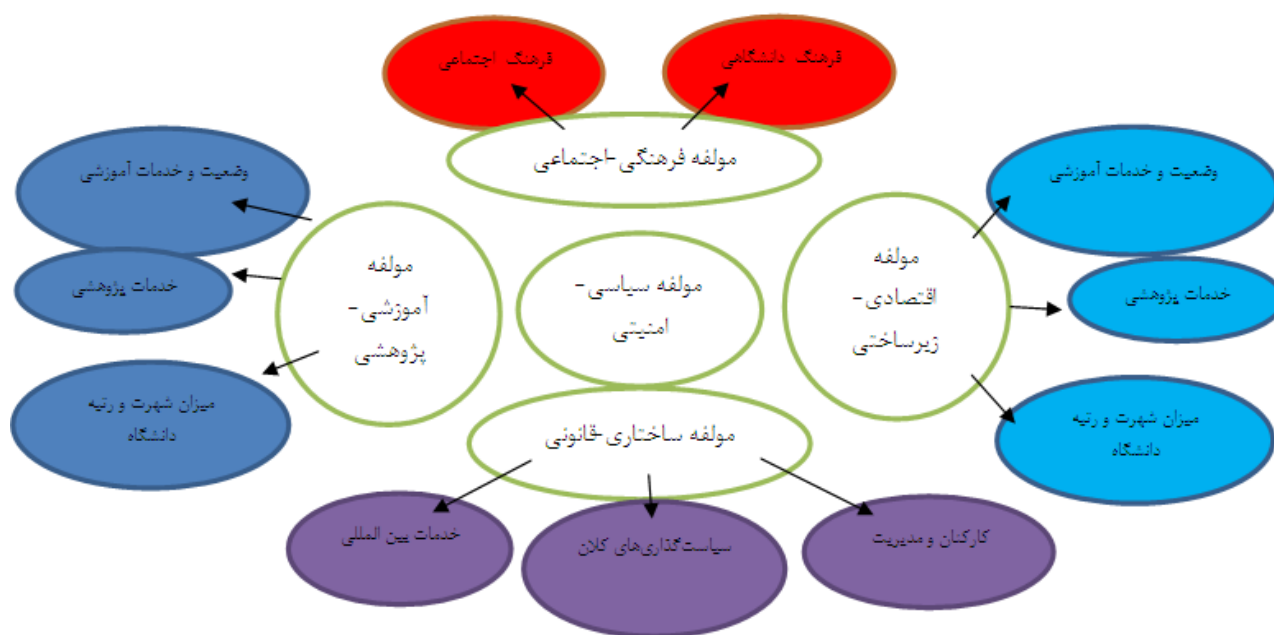 فرهنگ دانشگاهی
فرهنگ اجتماعی
مولفه فرهنگی-اجتماعی
وضعیت و خدمات آموزشی
خدمات پژوهشی
میزان شهرت و رتبه
دانشگاه
مولفه
اقتصادی-
زیرساختی
مولفه سیاسی-
امنیتی
مولفه
آموزشی-
پژوهشی
وضعیت و خدمات آموزشی
خدمات پژوهشی
میزان شهرت و رتبه
دانشگاه
مولفه ساختاری-قانونی
کارکنان و مدیریت
سیاست‌گذاری‌های کلان
خدمات بین المللی